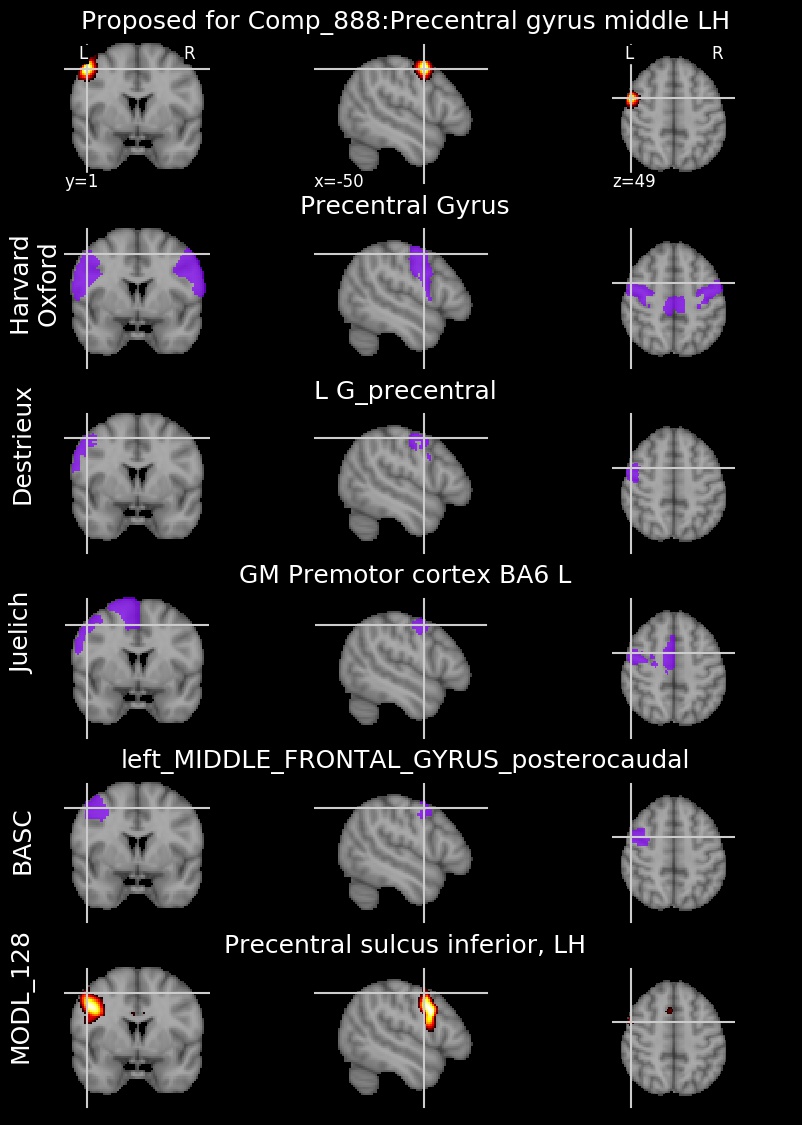 Proposed for Comp_888:Precentral gyrus middle LH
L R
L R
y=1
x=-50
z=49
Precentral Gyrus
Harvard
Oxford
L G_precentral
Destrieux
GM Premotor cortex BA6 L
Juelich
left_MIDDLE_FRONTAL_GYRUS_posterocaudal
BASC
Precentral sulcus inferior, LH
MODL_128